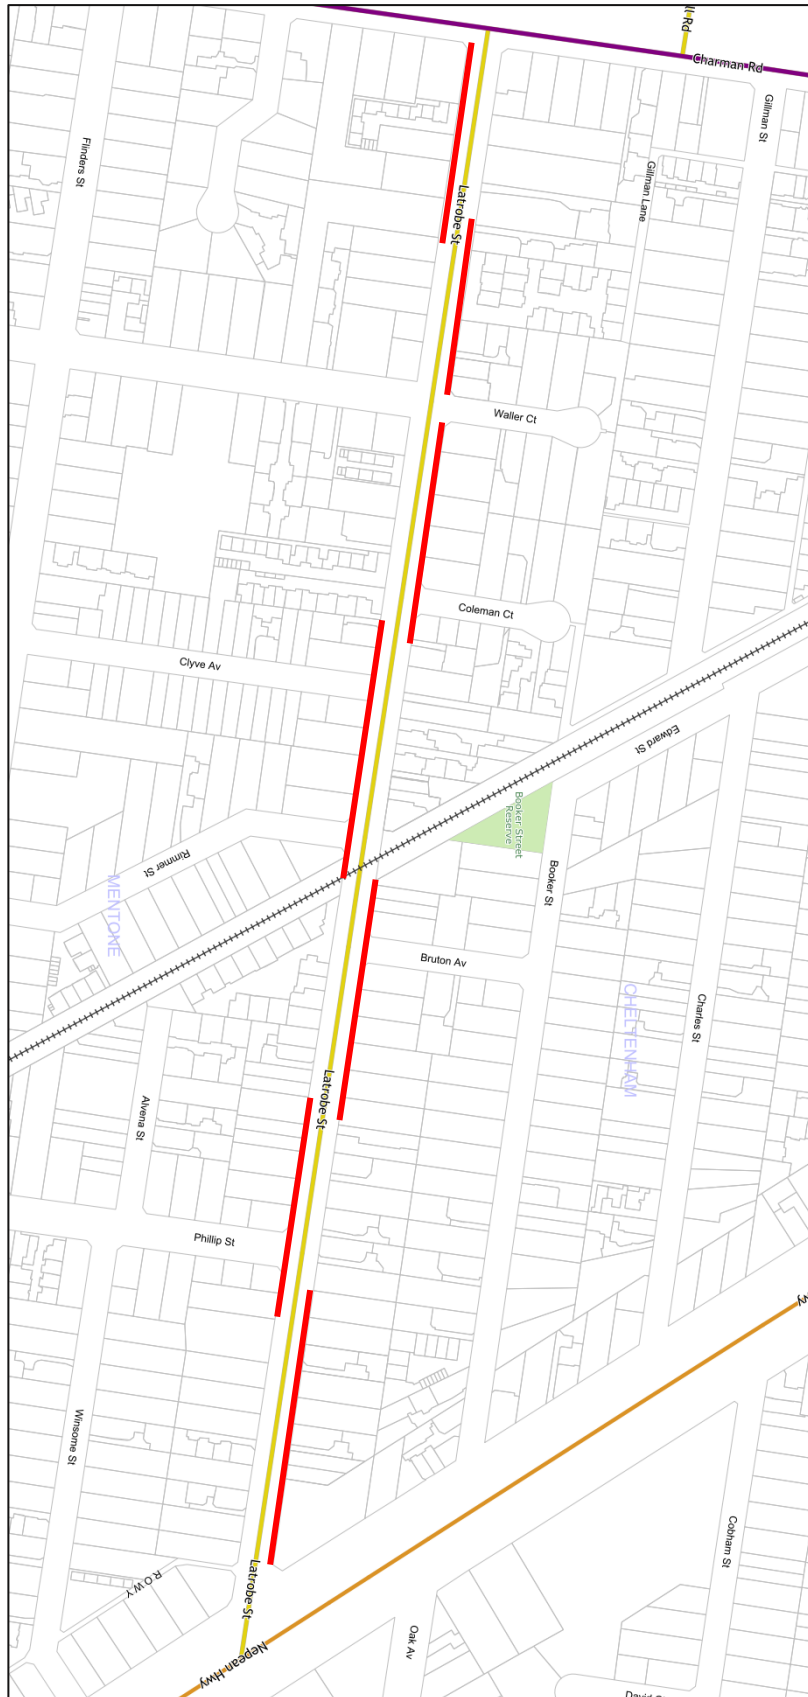 ll Rd
Charman Rd
Gillman St
Flinders St
Gillman Lane
Latrobe St
Waller Ct
Coleman Ct
Clyve Av
Edward St
Booker Street
Reserve
Rimmer St
Booker St
MENTONE
Bruton Av
CHELTENHAM
Charles St
Latrobe St
Alvena St
Phillip St
Winsome St
Cobham St
R O W Y
Latrobe St
Oak Av
Nepean Hwy